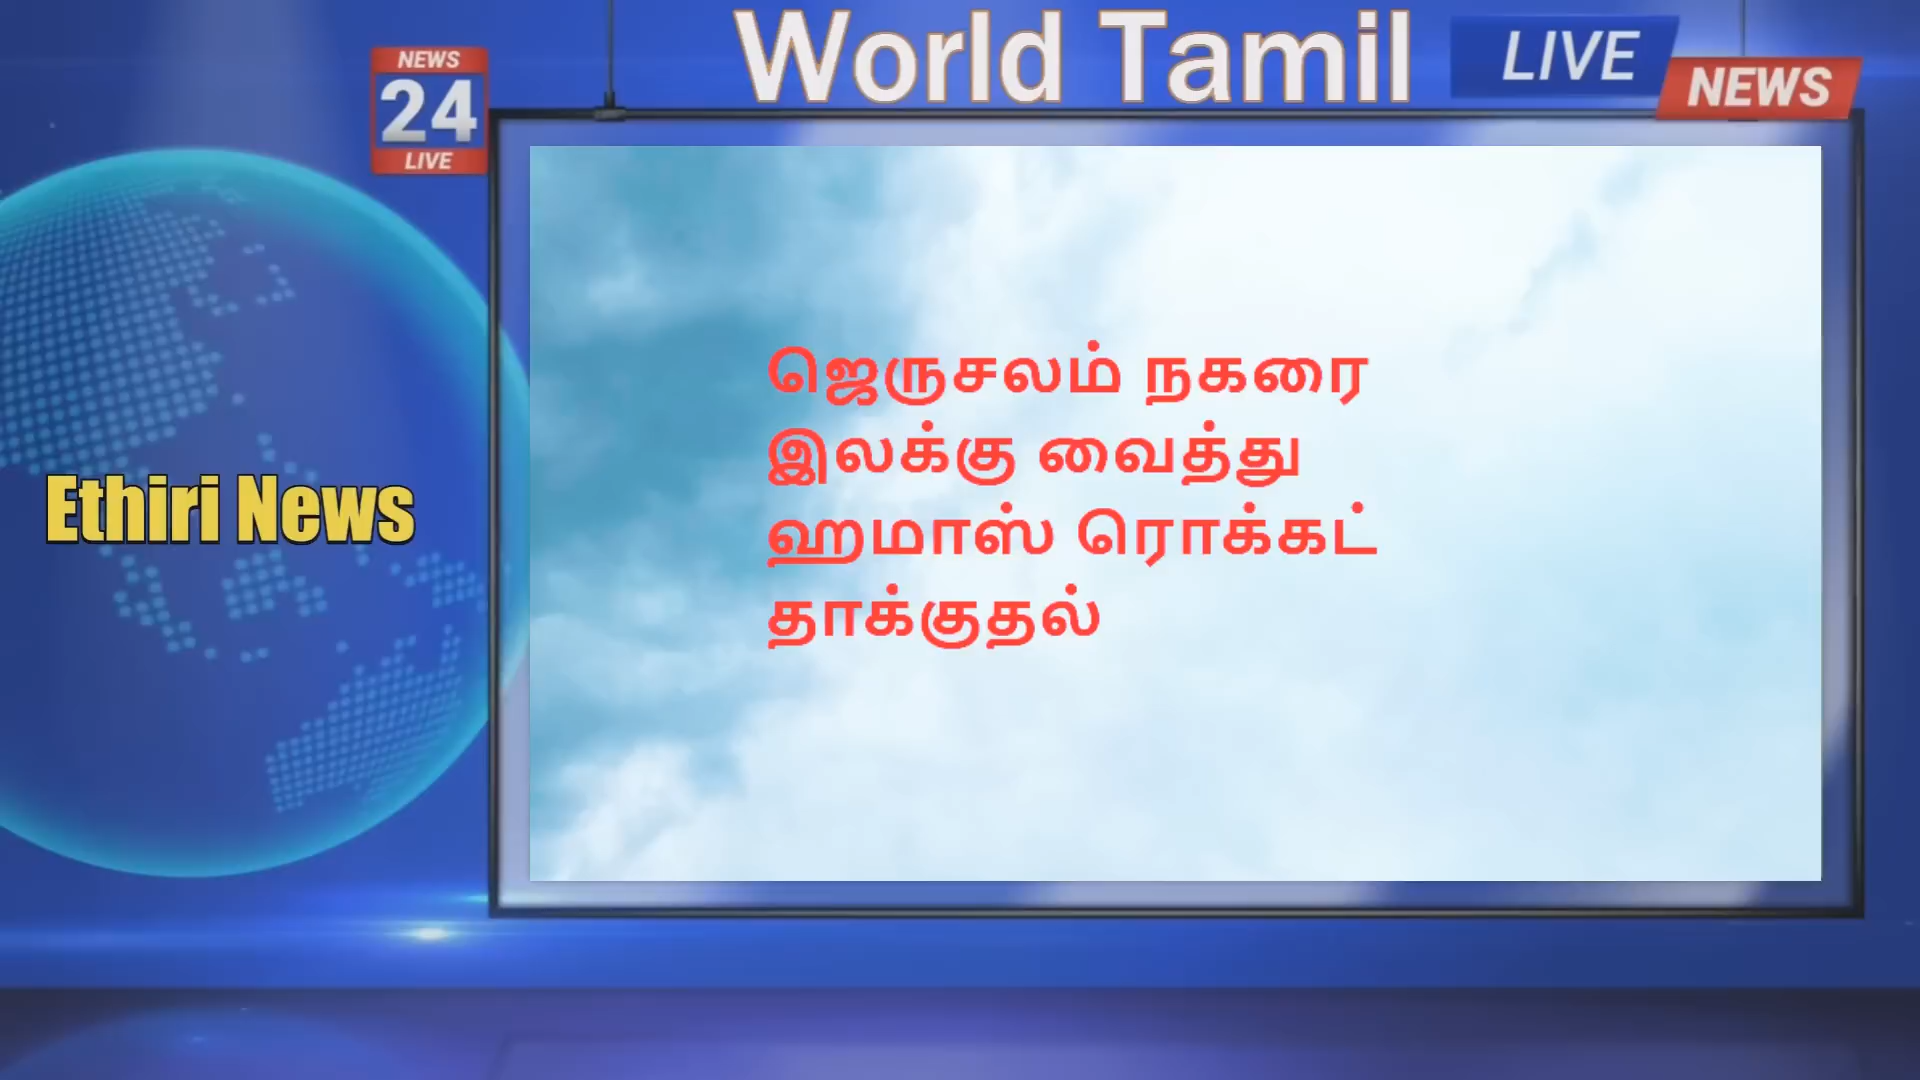 World Tamil
LIVE
NEWS
NEWS
24
LIVE
ஜெருசலம் நகரை
இலக்கு வைத்து
ஹமாஸ் ரொக்கட்
தாக்குதல்
Ethiri News